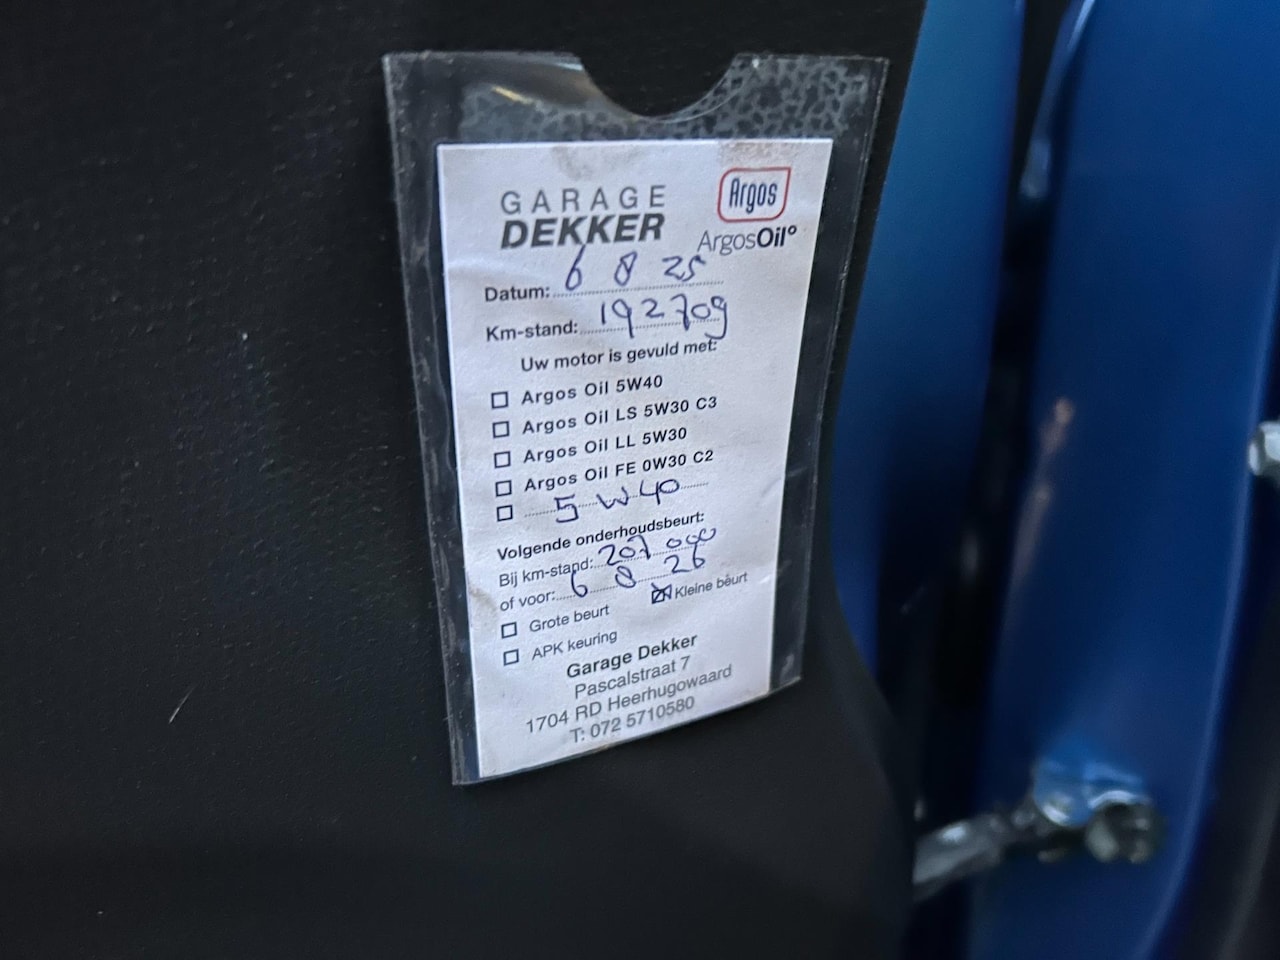 GARAGE
DEKKER
Argos
ArgosOil°
Datum: 6 8 25
Km-stand: 192709
Uw motor is gevuld met:
☐ Argos Oil 5W40
☐ Argos Oil LS 5W30 C3
☐ Argos Oil LL 5W30
☐ Argos Oil FE 0W30 C2
☐ 5W40
Volgende onderhoudsbeurt:
Bij km-stand: 207 000
of voor: 6 8 26
☐ Grote beurt ☒ Kleine beurt
☐ APK keuring
Garage Dekker
Pascalstraat 7
1704 RD Heerhugowaard
T: 072 5710580